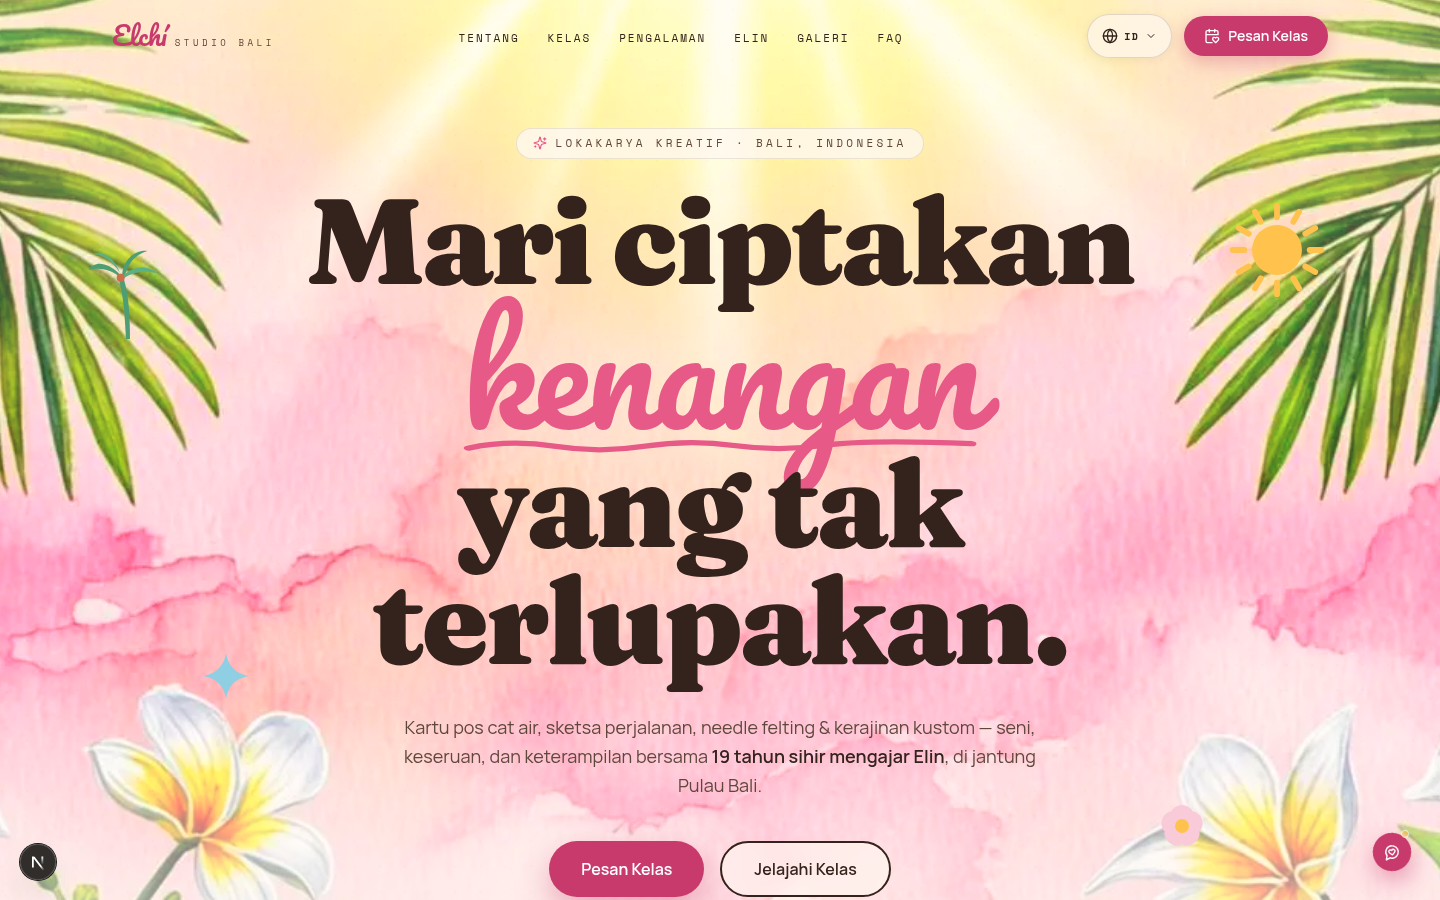 Elchí STUDIO BALI
TENTANG KELAS PENGALAMAN ELIN GALERI FAQ
ID
Pesan Kelas
LOKAKARYA KREATIF · BALI, INDONESIA
Mari ciptakan
kenangan
yang tak
terlupakan.
Kartu pos cat air, sketsa perjalanan, needle felting & kerajinan kustom — seni,
keseruan, dan keterampilan bersama 19 tahun sihir mengajar Elin, di jantung
Pulau Bali.
Pesan Kelas
Jelajahi Kelas
N